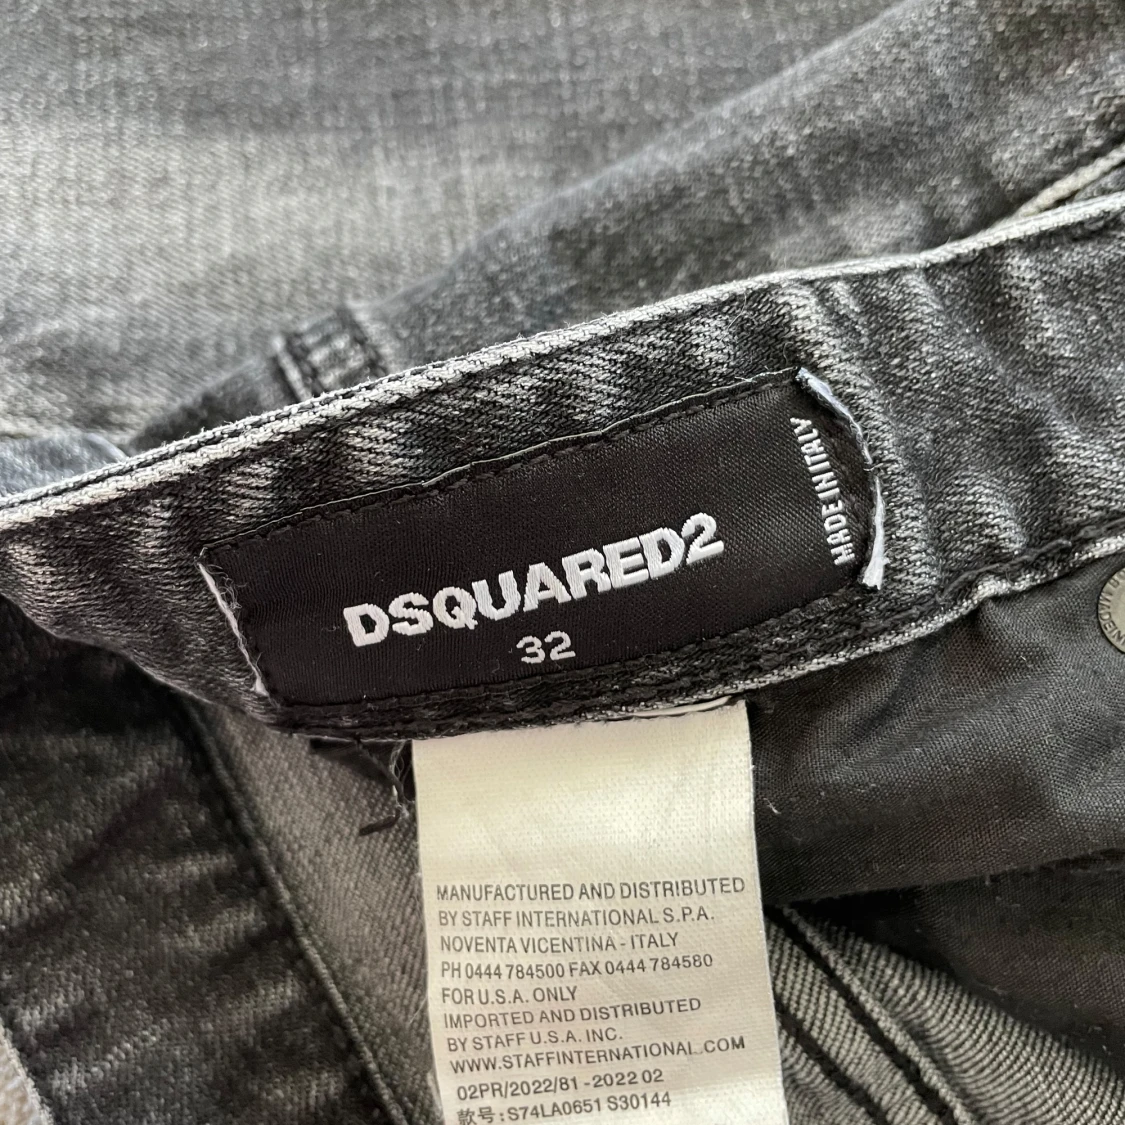 DSQUARED2
32
MADE IN ITALY
MANUFACTURED AND DISTRIBUTED
BY STAFF INTERNATIONAL S.P.A.
NOVENTA VICENTINA - ITALY
PH 0444 784500 FAX 0444 784580
FOR U.S.A. ONLY
IMPORTED AND DISTRIBUTED
BY STAFF U.S.A. INC.
WWW.STAFFINTERNATIONAL.COM
02PR/2022/81 - 2022 02
款号: S74LA0651 S30144